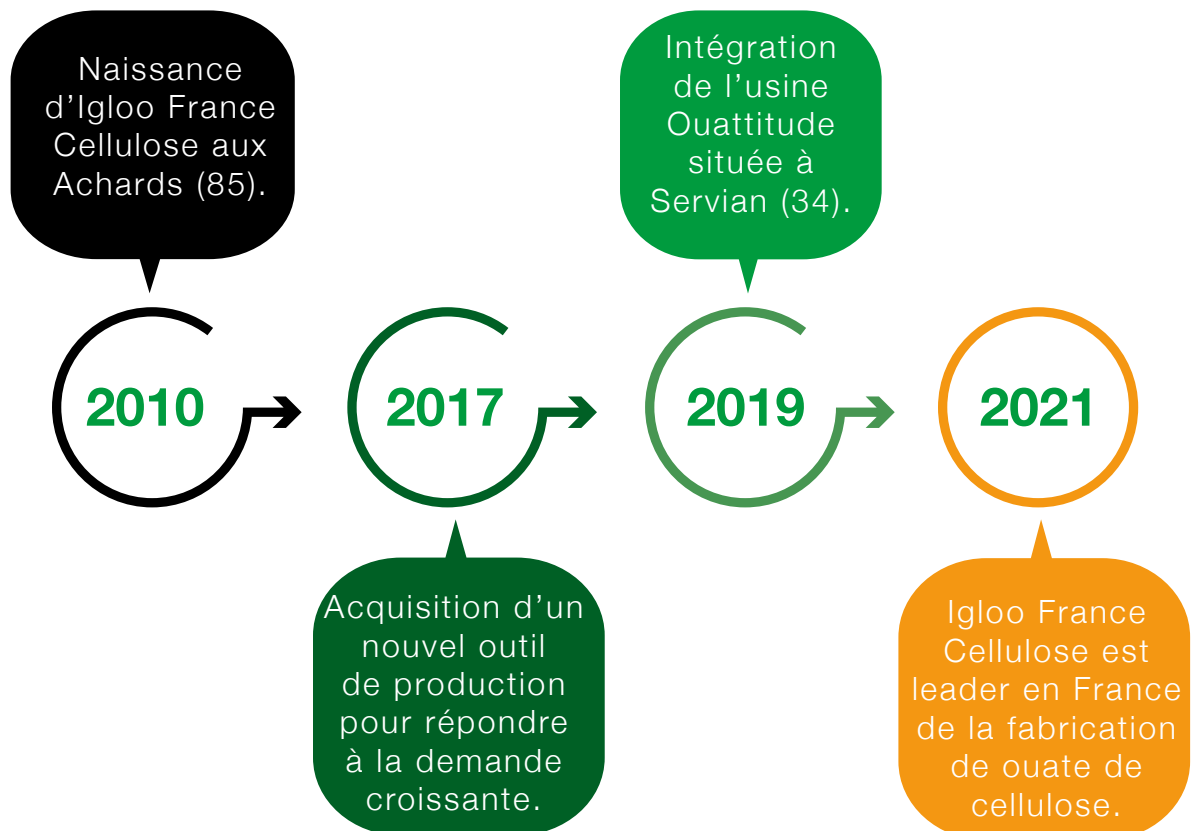 Naissance
d’Igloo France
Cellulose aux
Achards (85).
Intégration
de l’usine
Ouattitude
située à
Servian (34).
2010
2017
2019
2021
Acquisition d’un
nouvel outil
de production
pour répondre
à la demande
croissante.
Igloo France
Cellulose est
leader en France
de la fabrication
de ouate de
cellulose.